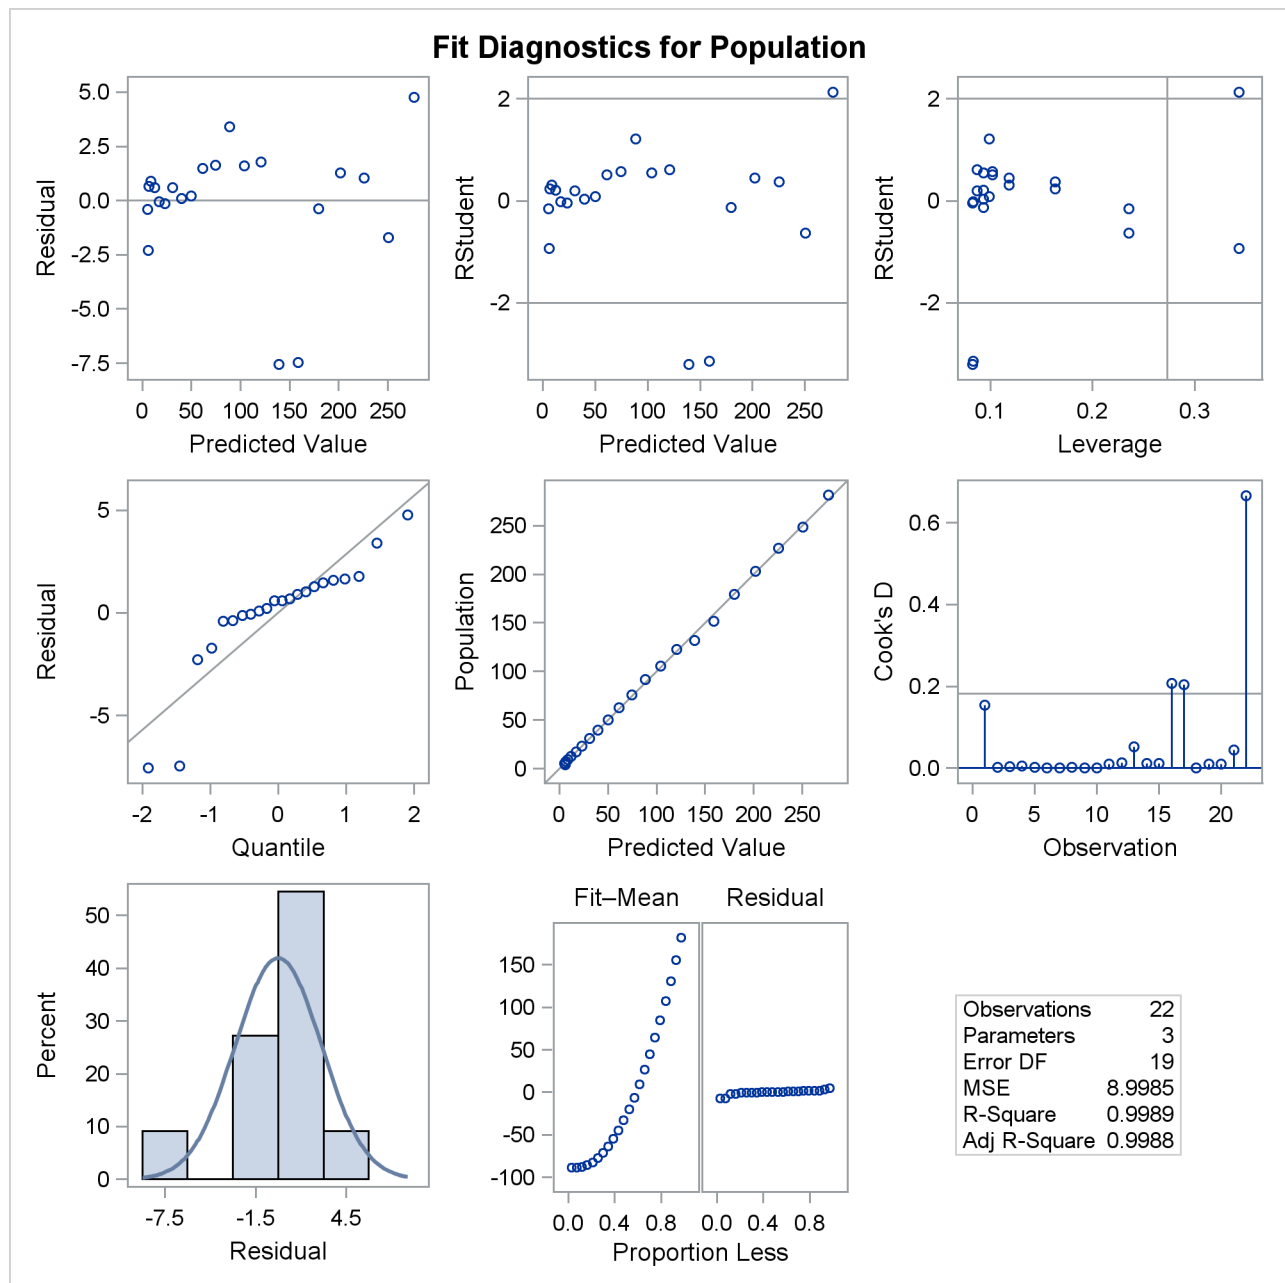 Fit Diagnostics for Population
5.0
2.5
0.0
-2.5
-5.0
-7.5
Residual
0 50 100 150 200 250
Predicted Value
2
0
-2
RStudent
0 50 100 150 200 250
Predicted Value
2
0
-2
RStudent
0.1 0.2 0.3
Leverage
5
0
-5
Residual
-2 -1 0 1 2
Quantile
250
200
150
100
50
0
Population
0 50 100 150 200 250
Predicted Value
0.6
0.4
0.2
0.0
Cook's D
0 5 10 15 20
Observation
50
40
30
20
10
0
Percent
-7.5 -1.5 4.5
Residual
Fit–Mean Residual
150
100
50
0
-50
-100
0.0 0.4 0.8 0.0 0.4 0.8
Proportion Less
Observations 22
Parameters 3
Error DF 19
MSE 8.9985
R-Square 0.9989
Adj R-Square 0.9988